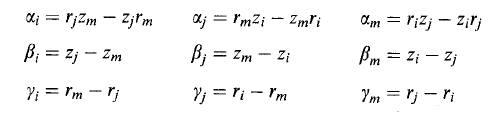 αᵢ = rⱼzₘ − zⱼrₘ αⱼ = rₘzᵢ − zₘrᵢ αₘ = rᵢzⱼ − zᵢrⱼ
βᵢ = zⱼ − zₘ βⱼ = zₘ − zᵢ βₘ = zᵢ − zⱼ
γᵢ = rₘ − rⱼ γⱼ = rᵢ − rₘ γₘ = rⱼ − rᵢ